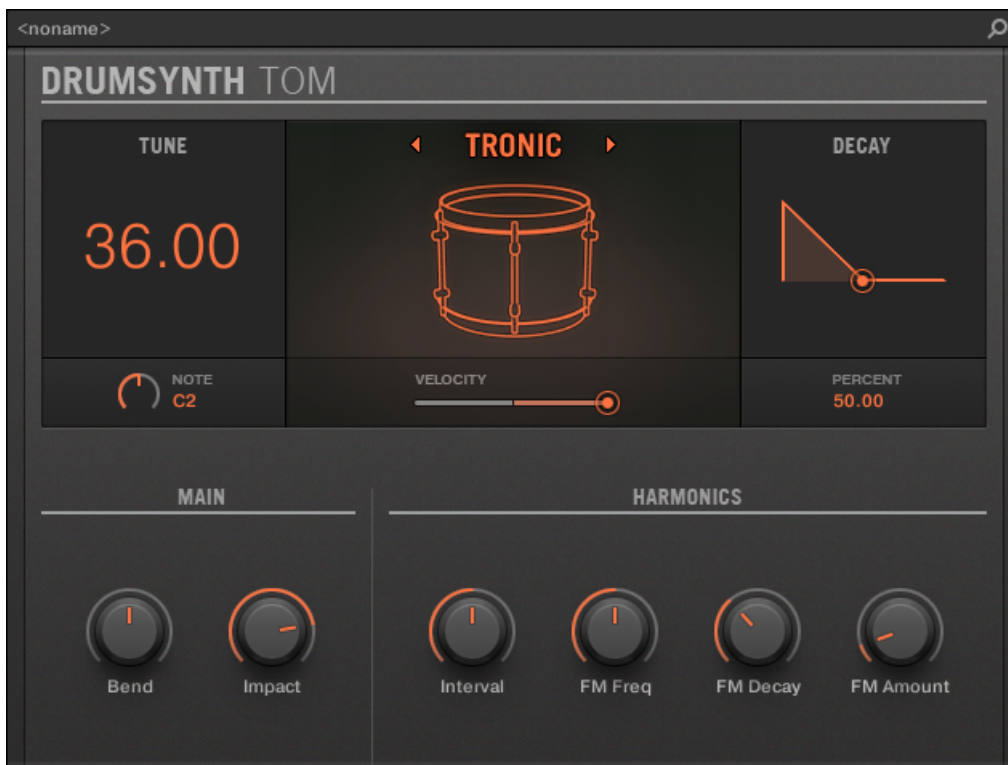 <noname>
DRUMSYNTH TOM
TUNE
TRONIC
DECAY
36.00
NOTE
C2
VELOCITY
PERCENT
50.00
MAIN
HARMONICS
Bend
Impact
Interval
FM Freq
FM Decay
FM Amount